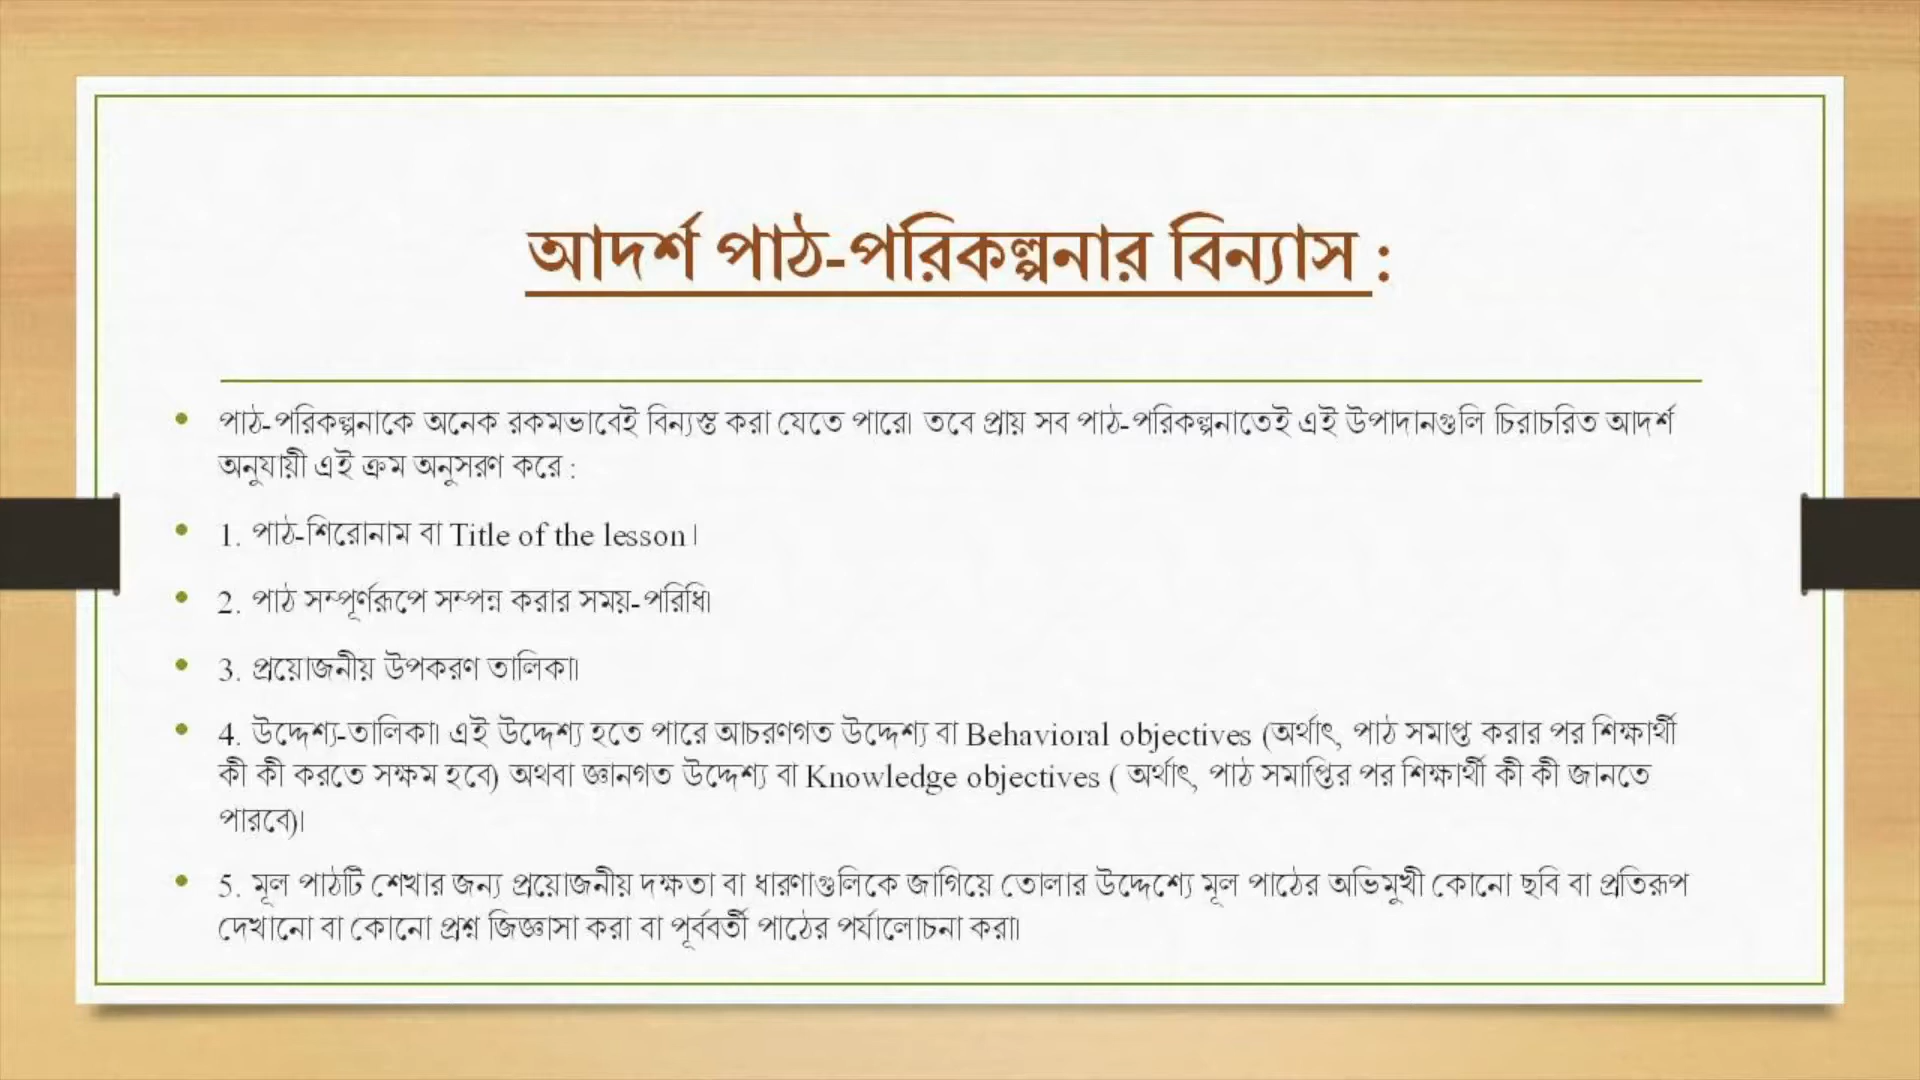 আদর্শ পাঠ-পরিকল্পনার বিন্যাস :
• পাঠ-পরিকল্পনাকে অনেক রকমভাবেই বিন্যস্ত করা যেতে পারে। তবে প্রায় সব পাঠ-পরিকল্পনাতেই এই উপাদানগুলি চিরাচরিত আদর্শ
অনুযায়ী এই ক্রম অনুসরণ করে :
• 1. পাঠ-শিরোনাম বা Title of the lesson।
• 2. পাঠ সম্পূর্ণরূপে সম্পন্ন করার সময়-পরিধি।
• 3. প্রয়োজনীয় উপকরণ তালিকা।
• 4. উদ্দেশ্য-তালিকা। এই উদ্দেশ্য হতে পারে আচরণগত উদ্দেশ্য বা Behavioral objectives (অর্থাৎ, পাঠ সমাপ্ত করার পর শিক্ষার্থী
কী কী করতে সক্ষম হবে) অথবা জ্ঞানগত উদ্দেশ্য বা Knowledge objectives ( অর্থাৎ, পাঠ সমাপ্তির পর শিক্ষার্থী কী কী জানতে
পারবে)।
• 5. মূল পাঠটি শেখার জন্য প্রয়োজনীয় দক্ষতা বা ধারণাগুলিকে জাগিয়ে তোলার উদ্দেশ্যে মূল পাঠের অভিমুখী কোনো ছবি বা প্রতিরূপ
দেখানো বা কোনো প্রশ্ন জিজ্ঞাসা করা বা পূর্ববর্তী পাঠের পর্যালোচনা করা।